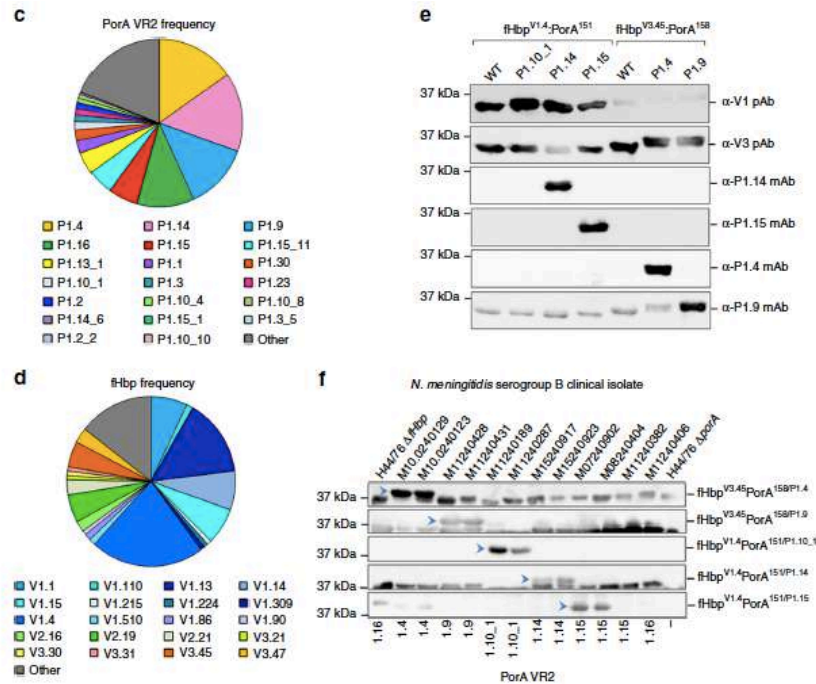 c
PorA VR2 frequency
P1.4 P1.14 P1.9
P1.16 P1.15 P1.15_11
P1.13_1 P1.1 P1.30
P1.10_1 P1.3 P1.23
P1.2 P1.10_4 P1.10_8
P1.14_6 P1.15_1 P1.3_5
P1.2_2 P1.10_10 Other
d
fHbp frequency
V1.1 V1.110 V1.13 V1.14
V1.15 V1.215 V1.224 V1.309
V1.4 V1.510 V1.86 V1.90
V2.16 V2.19 V2.21 V3.21
V3.30 V3.31 V3.45 V3.47
Other
e
fHbpV1.4:PorA151 fHbpV3.45:PorA158
WT P1.10_1 P1.14 P1.15 WT P1.4 P1.9
37 kDa α-V1 pAb
37 kDa α-V3 pAb
37 kDa α-P1.14 mAb
37 kDa α-P1.15 mAb
37 kDa α-P1.4 mAb
37 kDa α-P1.9 mAb
f
N. meningitidis serogroup B clinical isolate
H44/76 ΔfHbp M10.0240129 M10.0240123 M11240428 M11240431 M11240189 M11240287 M15240917 M15240923 M07240902 M08240404 M11240382 M11240406 H44/76 ΔporA
37 kDa fHbpV3.45PorA158/P1.4
37 kDa fHbpV3.45PorA158/P1.9
37 kDa fHbpV1.4PorA151/P1.10_1
37 kDa fHbpV1.4PorA151/P1.14
37 kDa fHbpV1.4PorA151/P1.15
1.16 1.4 1.4 1.9 1.9 1.10_1 1.10_1 1.14 1.14 1.15 1.15 1.15 1.16 –
PorA VR2